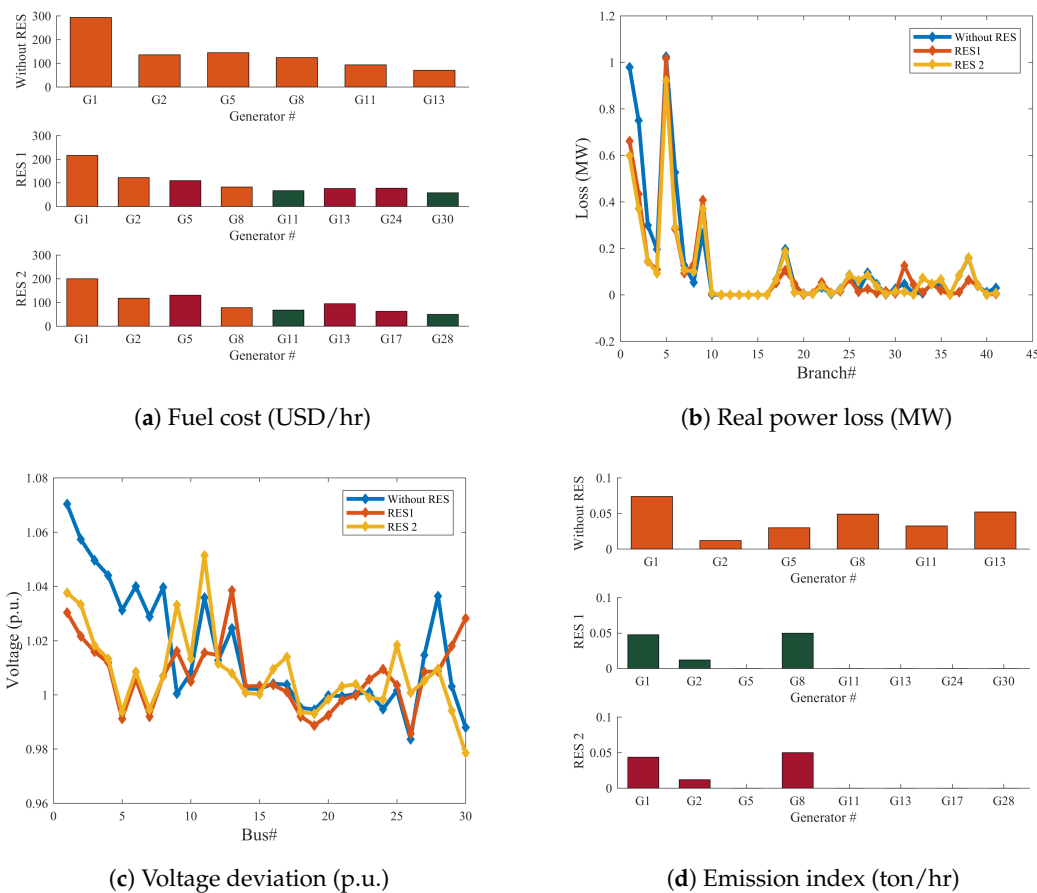 300
200
100
0
Without RES
G1 G2 G5 G8 G11 G13
Generator #
300
200
100
0
RES 1
G1 G2 G5 G8 G11 G13 G24 G30
Generator #
300
200
100
0
RES 2
G1 G2 G5 G8 G11 G13 G17 G28
Generator #
(a) Fuel cost (USD/hr)
1.2
1
0.8
0.6
0.4
0.2
0
-0.2
Loss (MW)
Without RES
RES1
RES 2
0 5 10 15 20 25 30 35 40 45
Branch#
(b) Real power loss (MW)
1.08
1.06
1.04
1.02
1
0.98
0.96
Voltage (p.u.)
Without RES
RES1
RES 2
0 5 10 15 20 25 30
Bus#
(c) Voltage deviation (p.u.)
0.1
0.05
0
Without RES
G1 G2 G5 G8 G11 G13
Generator #
0.1
0.05
0
RES 1
G1 G2 G5 G8 G11 G13 G24 G30
Generator #
0.1
0.05
0
RES 2
G1 G2 G5 G8 G11 G13 G17 G28
Generator #
(d) Emission index (ton/hr)